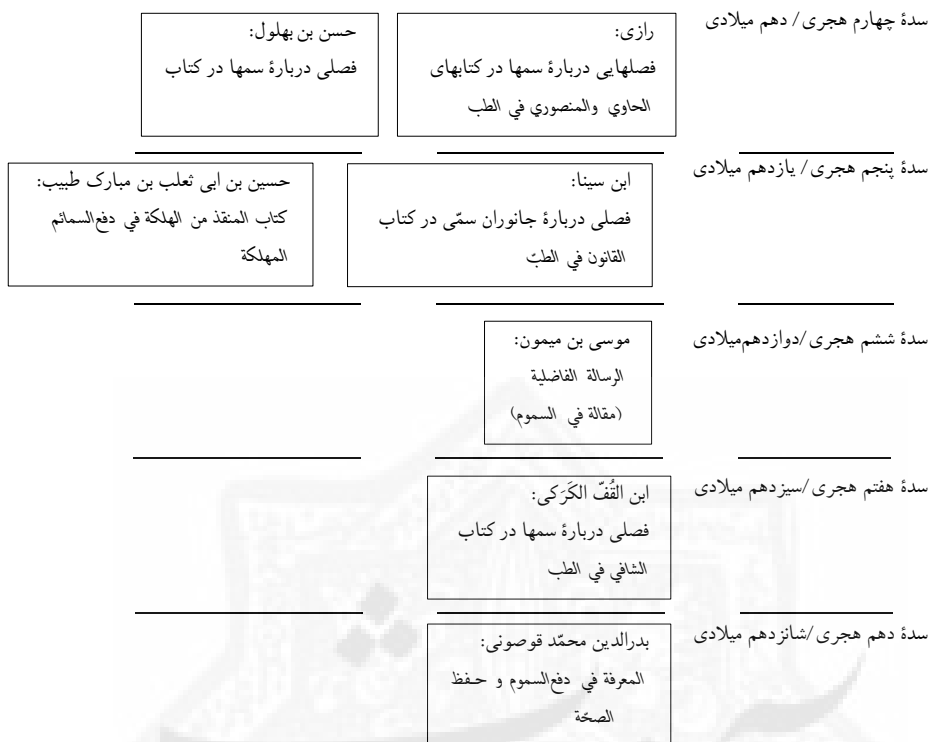 سدهٔ چهارم هجری/ دهم میلادی
رازی:
فصلهایی دربارهٔ سمها در کتابهای
الحاوي والمنصوري في الطب
حسن بن بهلول:
فصلی دربارهٔ سمها در کتاب
سدهٔ پنجم هجری/ یازدهم میلادی
ابن سینا:
فصلی دربارهٔ جانوران سمّی در کتاب
القانون في الطبّ
حسین بن ابی ثعلب بن مبارک طبیب:
کتاب المنقذ من الهلکة في دفع‌السمائم
المهلکة
سدهٔ ششم هجری/دوازدهم‌میلادی
موسی بن میمون:
الرسالة الفاضلیة
(مقالة في السموم)
سدهٔ هفتم هجری/سیزدهم میلادی
ابن القُفّ الکَرَکی:
فصلی دربارهٔ سمها در کتاب
الشافي في الطب
سدهٔ دهم هجری/شانزدهم میلادی
بدرالدین محمّد قوصونی:
المعرفة في دفع‌السموم و حـفظ
الصحّة